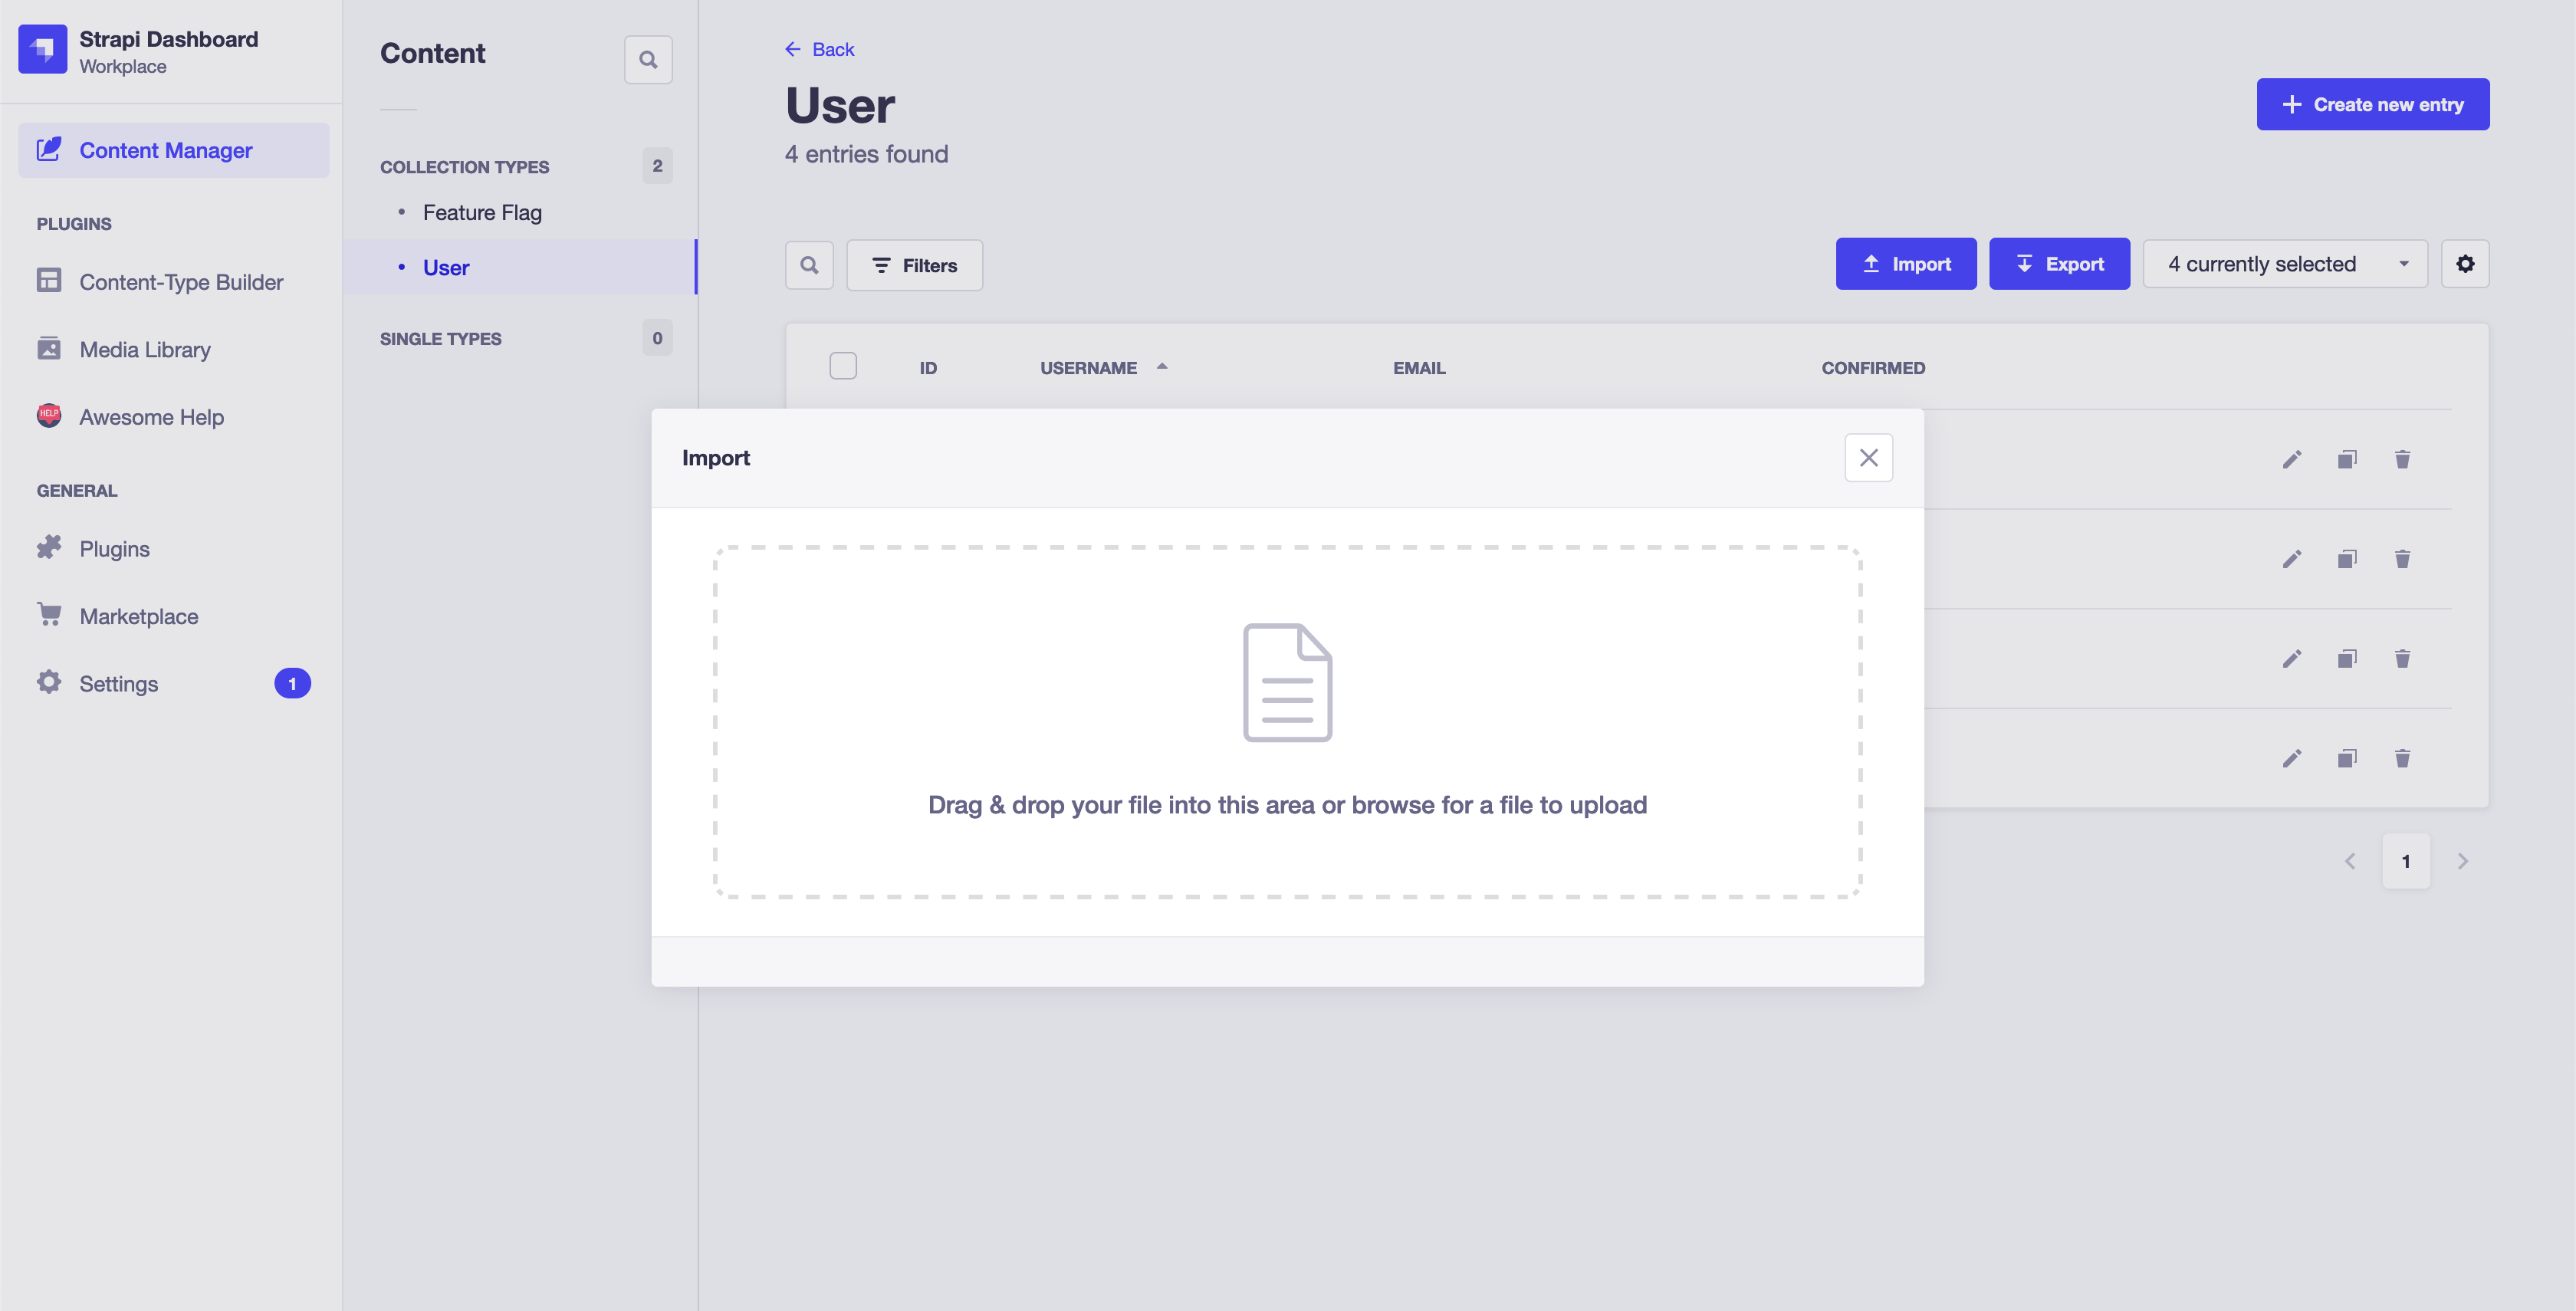 Strapi Dashboard
Workplace
Content Manager
PLUGINS
Content-Type Builder
Media Library
HELP
Awesome Help
GENERAL
Plugins
Marketplace
Settings
1
Content
COLLECTION TYPES
2
Feature Flag
User
SINGLE TYPES
0
Back
User
4 entries found
Create new entry
Filters
Import
Export
4 currently selected
ID
USERNAME
EMAIL
CONFIRMED
Import
Drag & drop your file into this area or browse for a file to upload
1